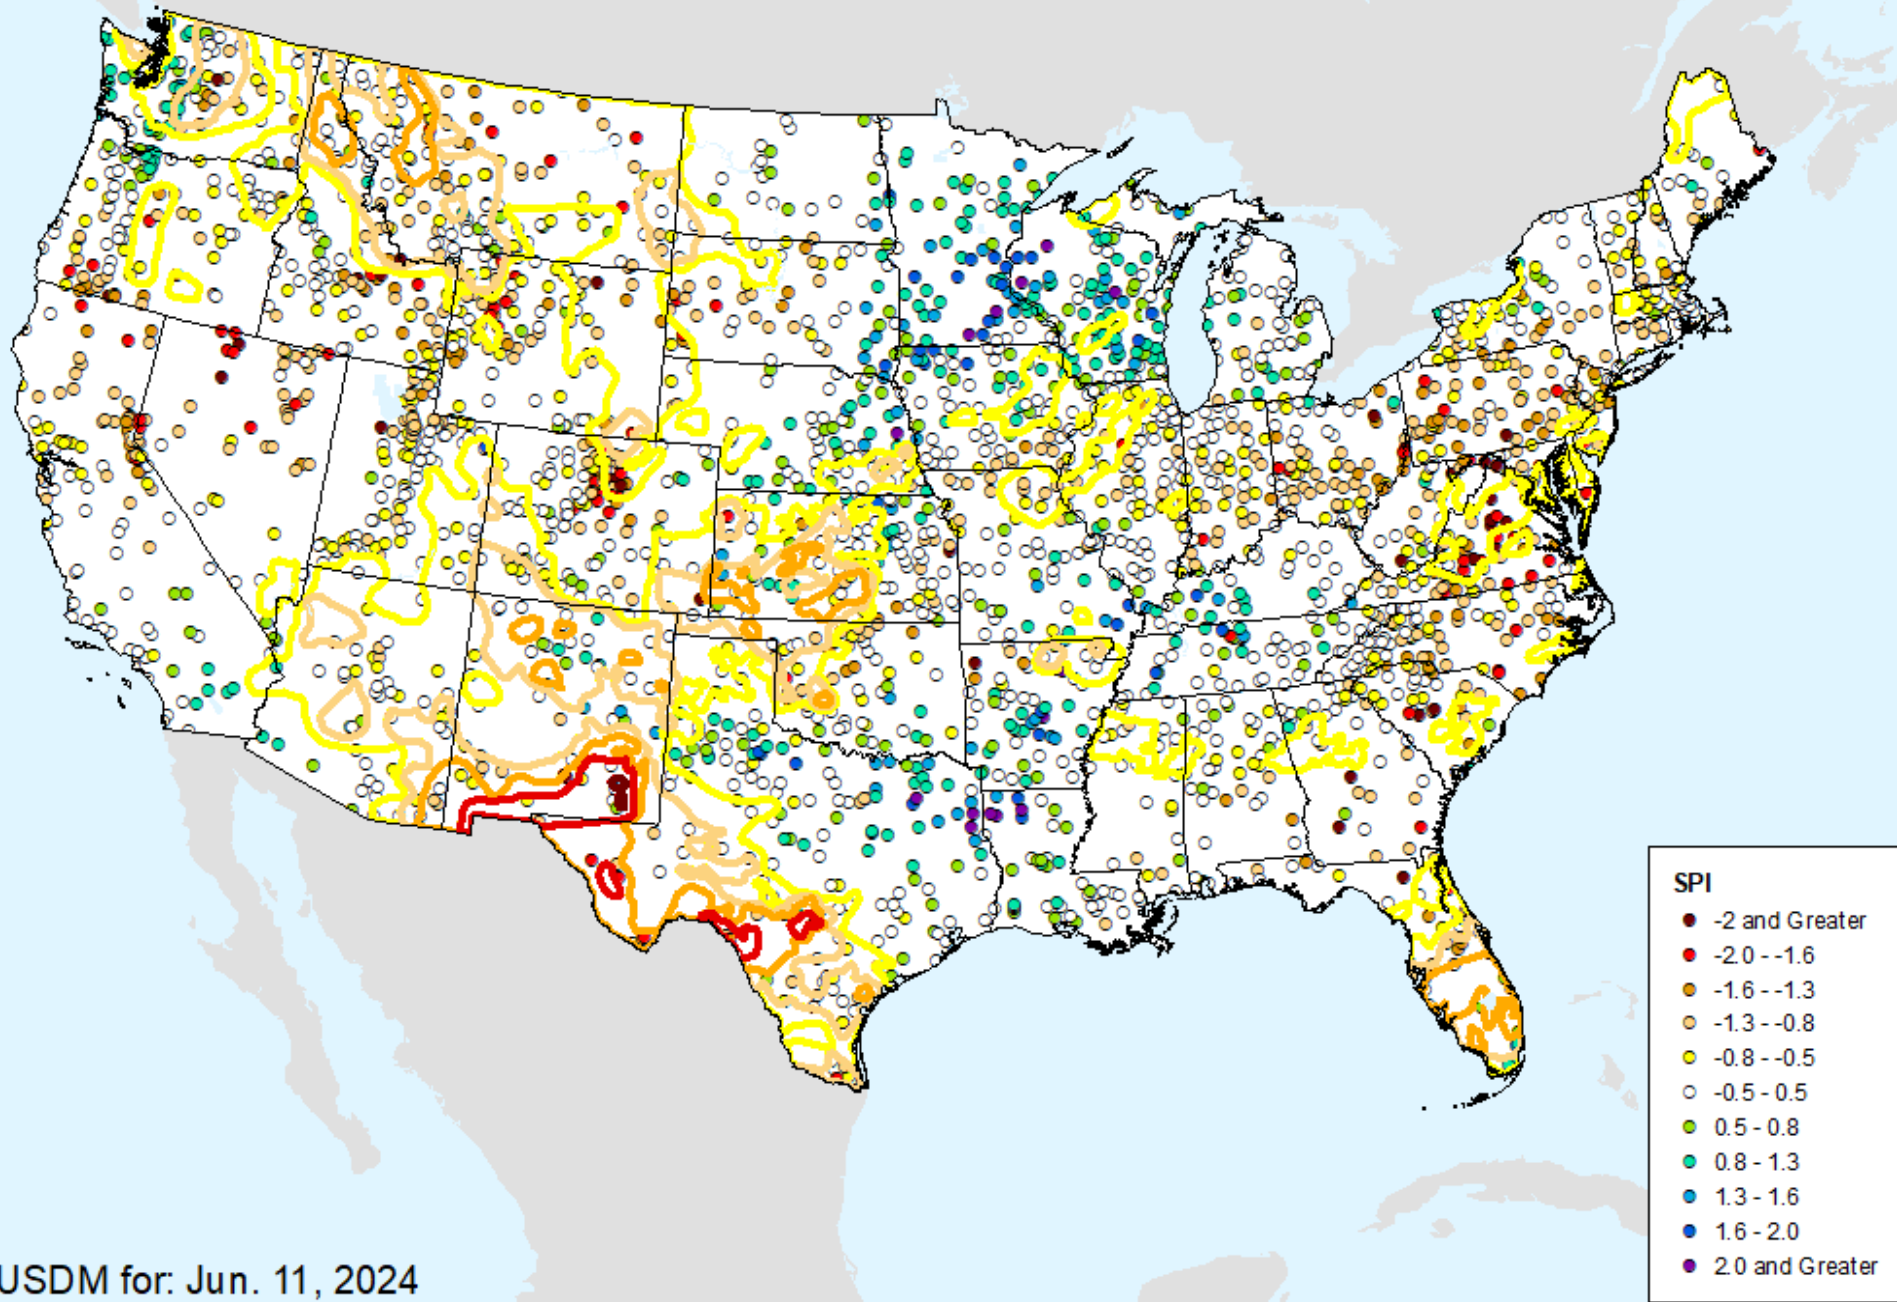 SPI
-2 and Greater
-2.0 - -1.6
-1.6 - -1.3
-1.3 - -0.8
-0.8 - -0.5
-0.5 - 0.5
0.5 - 0.8
0.8 - 1.3
1.3 - 1.6
1.6 - 2.0
2.0 and Greater
USDM for: Jun. 11, 2024